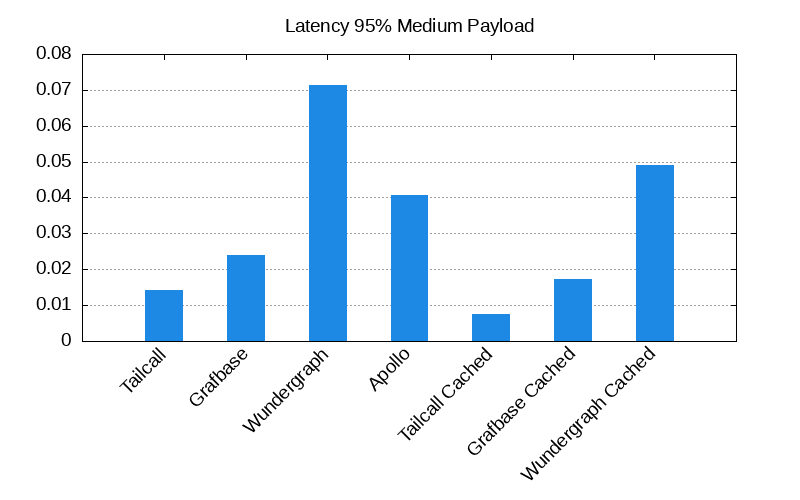 Latency 95% Medium Payload
0.08
0.07
0.06
0.05
0.04
0.03
0.02
0.01
0
Tailcall
Grafbase
Wundergraph
Apollo
Tailcall Cached
Grafbase Cached
Wundergraph Cached